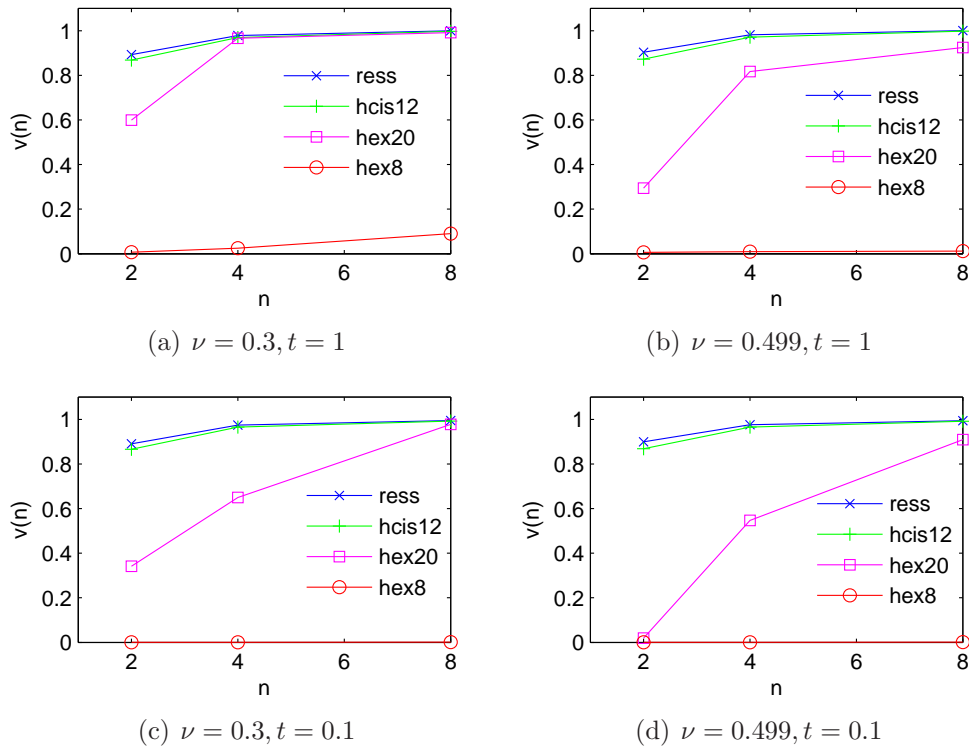 1
0.8
0.6
0.4
0.2
0
v(n)
2 4 6 8
n
ress
hcis12
hex20
hex8
(a) ν = 0.3, t = 1
1
0.8
0.6
0.4
0.2
0
v(n)
2 4 6 8
n
ress
hcis12
hex20
hex8
(b) ν = 0.499, t = 1
1
0.8
0.6
0.4
0.2
0
v(n)
2 4 6 8
n
ress
hcis12
hex20
hex8
(c) ν = 0.3, t = 0.1
1
0.8
0.6
0.4
0.2
0
v(n)
2 4 6 8
n
ress
hcis12
hex20
hex8
(d) ν = 0.499, t = 0.1